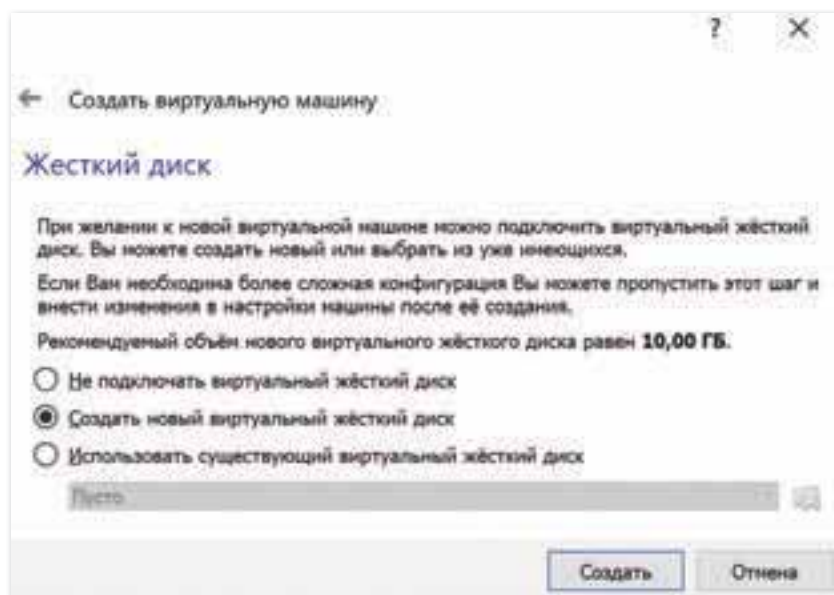 ?
Создать виртуальную машину
Жесткий диск
При желании к новой виртуальной машине можно подключить виртуальный жёсткий
диск. Вы можете создать новый или выбрать из уже имеющихся.
Если Вам необходима более сложная конфигурация Вы можете пропустить этот шаг и
внести изменения в настройки машины после её создания.
Рекомендуемый объём нового виртуального жёсткого диска равен 10,00 ГБ.
Не подключать виртуальный жёсткий диск
Создать новый виртуальный жёсткий диск
Использовать существующий виртуальный жёсткий диск
Пусто
Создать Отмена